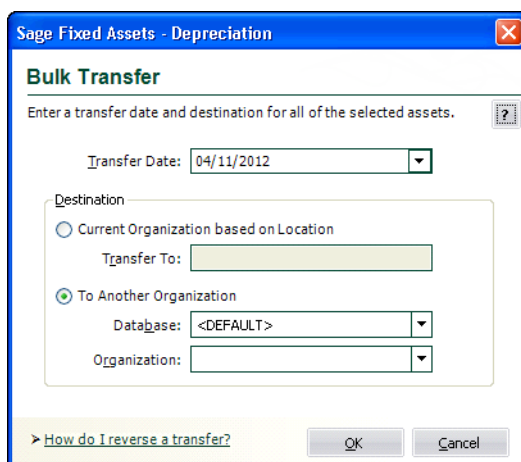 Sage Fixed Assets - Depreciation
Bulk Transfer
Enter a transfer date and destination for all of the selected assets.
?
Transfer Date: 04/11/2012
Destination
Current Organization based on Location
Transfer To:
To Another Organization
Database: <DEFAULT>
Organization:
How do I reverse a transfer?
OK Cancel